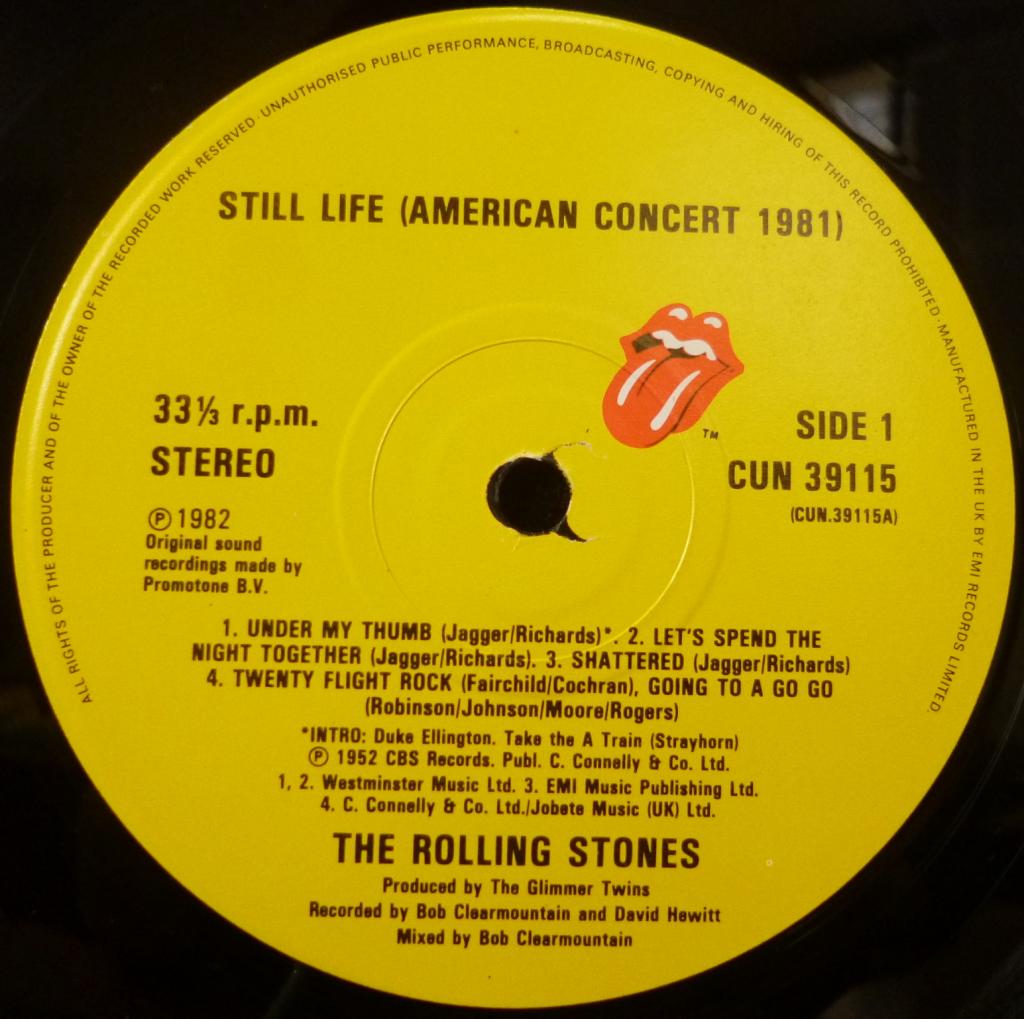 ALL RIGHTS OF THE PRODUCER AND OF THE OWNER OF THE RECORDED WORK RESERVED · UNAUTHORISED PUBLIC PERFORMANCE, BROADCASTING, COPYING AND HIRING OF THIS RECORD PROHIBITED · MANUFACTURED IN THE UK BY EMI RECORDS LIMITED.
STILL LIFE (AMERICAN CONCERT 1981)
33⅓ r.p.m.
STEREO
℗ 1982
Original sound
recordings made by
Promotone B.V.
TM
SIDE 1
CUN 39115
(CUN.39115A)
1. UNDER MY THUMB (Jagger/Richards)*. 2. LET'S SPEND THE
NIGHT TOGETHER (Jagger/Richards). 3. SHATTERED (Jagger/Richards)
4. TWENTY FLIGHT ROCK (Fairchild/Cochran), GOING TO A GO GO
(Robinson/Johnson/Moore/Rogers)
*INTRO: Duke Ellington. Take the A Train (Strayhorn)
℗ 1952 CBS Records. Publ. C. Connelly & Co. Ltd.
1, 2. Westminster Music Ltd. 3. EMI Music Publishing Ltd.
4. C. Connelly & Co. Ltd./Jobete Music (UK) Ltd.
THE ROLLING STONES
Produced by The Glimmer Twins
Recorded by Bob Clearmountain and David Hewitt
Mixed by Bob Clearmountain